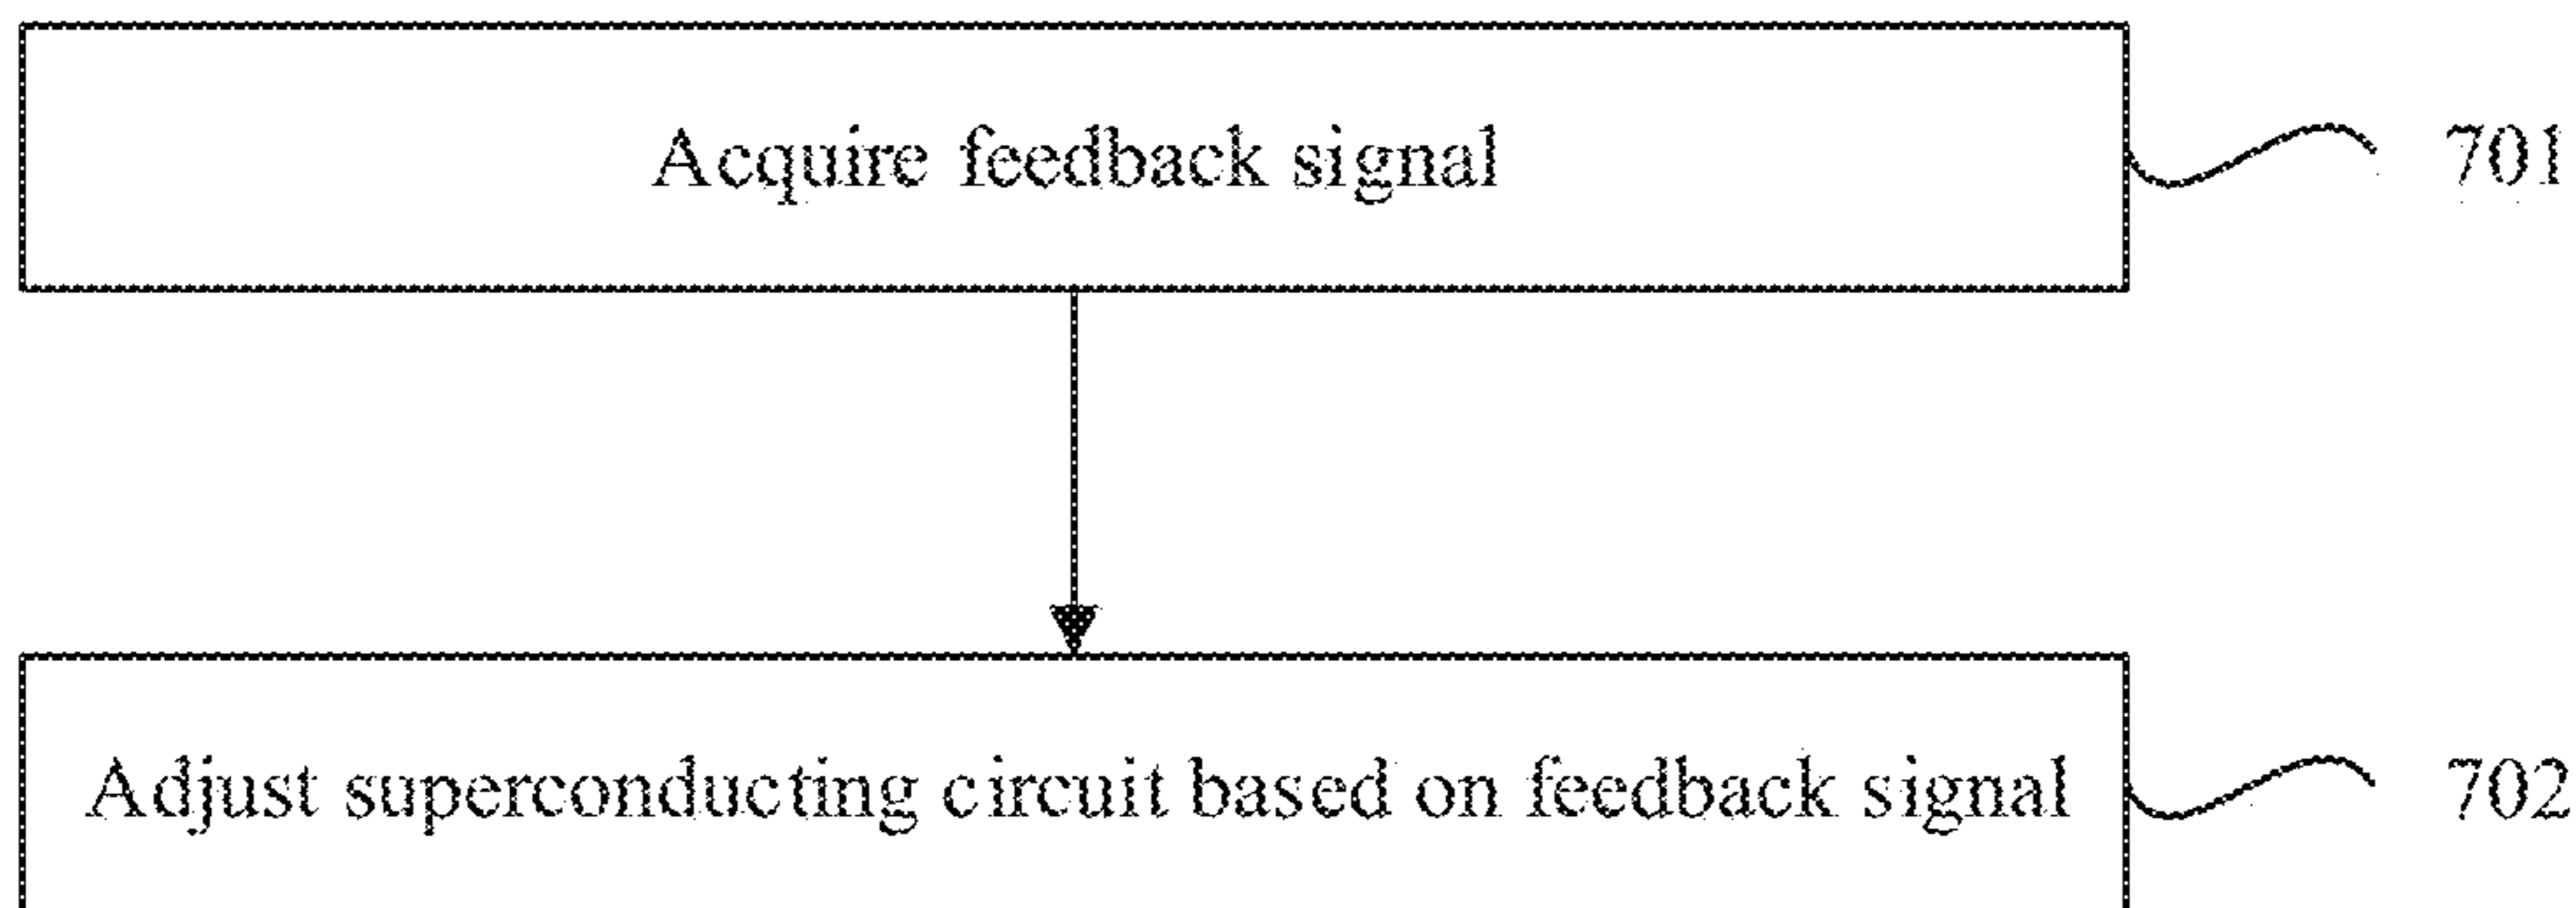 Acquire feedback signal 701
Adjust superconducting circuit based on feedback signal 702